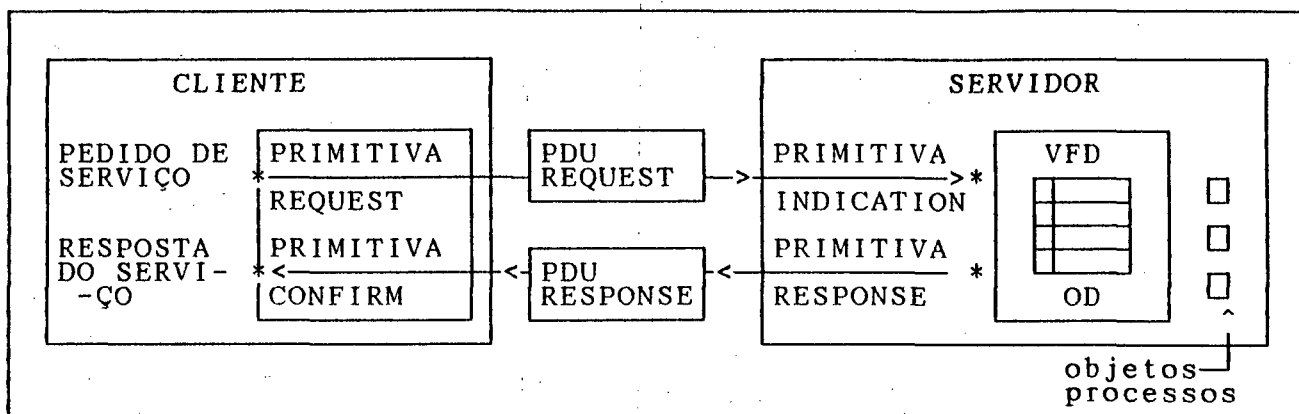 CLIENTE
SERVIDOR
PEDIDO DE
SERVIÇO
PRIMITIVA
*
REQUEST
PDU
REQUEST
>
PRIMITIVA
>*
INDICATION
RESPOSTA
DO SERVI-
-ÇO
PRIMITIVA
*<
CONFIRM
<
PDU
RESPONSE
<
PRIMITIVA
*
RESPONSE
VFD
OD
^
objetos
processos